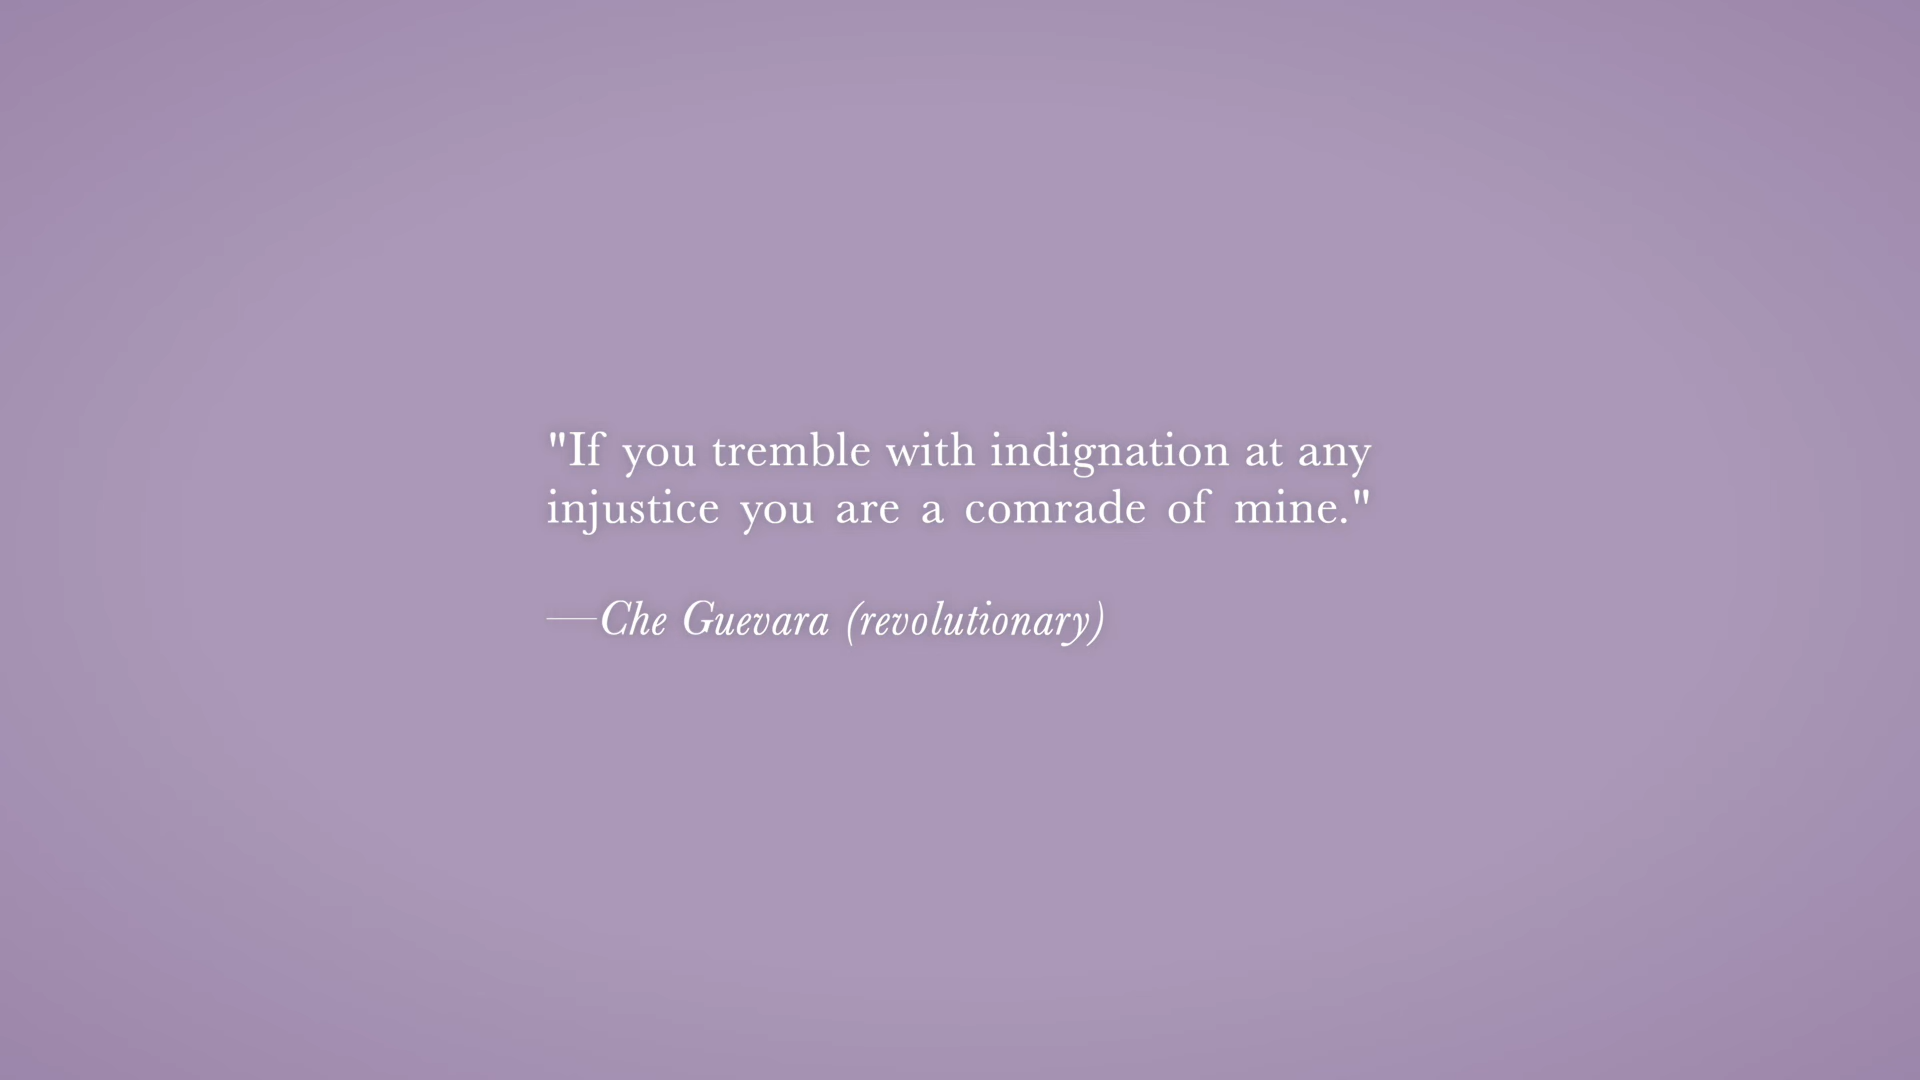 "If you tremble with indignation at any
injustice you are a comrade of mine."
—Che Guevara (revolutionary)